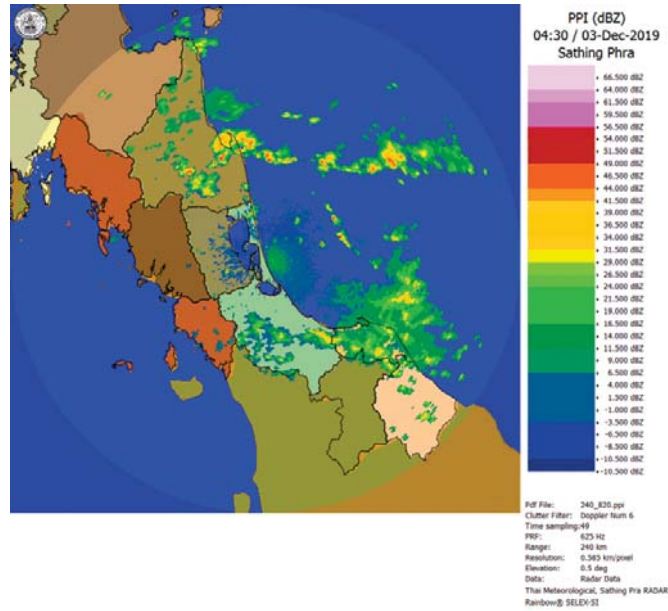 PPI (dBZ)
04:30 / 03-Dec-2019
Sathing Phra
66.500 dBZ
64.000 dBZ
61.500 dBZ
59.500 dBZ
56.500 dBZ
54.000 dBZ
51.500 dBZ
49.000 dBZ
46.500 dBZ
44.000 dBZ
41.500 dBZ
39.000 dBZ
36.500 dBZ
34.000 dBZ
31.500 dBZ
29.000 dBZ
26.500 dBZ
24.000 dBZ
21.500 dBZ
19.000 dBZ
16.500 dBZ
14.000 dBZ
11.500 dBZ
9.000 dBZ
6.500 dBZ
4.000 dBZ
1.500 dBZ
-1.000 dBZ
-3.500 dBZ
-6.500 dBZ
-8.500 dBZ
-10.500 dBZ
-10.500 dBZ
Pdf File: 240_820.ppi
Clutter Filter: Doppler Num 6
Time sampling:49
PRF: 625 Hz
Range: 240 km
Resolution: 0.585 km/pixel
Elevation: 0.5 deg
Data: Radar Data
Thai Meteorological, Sathing Pra RADAR
Rainbow® SELEX-SI